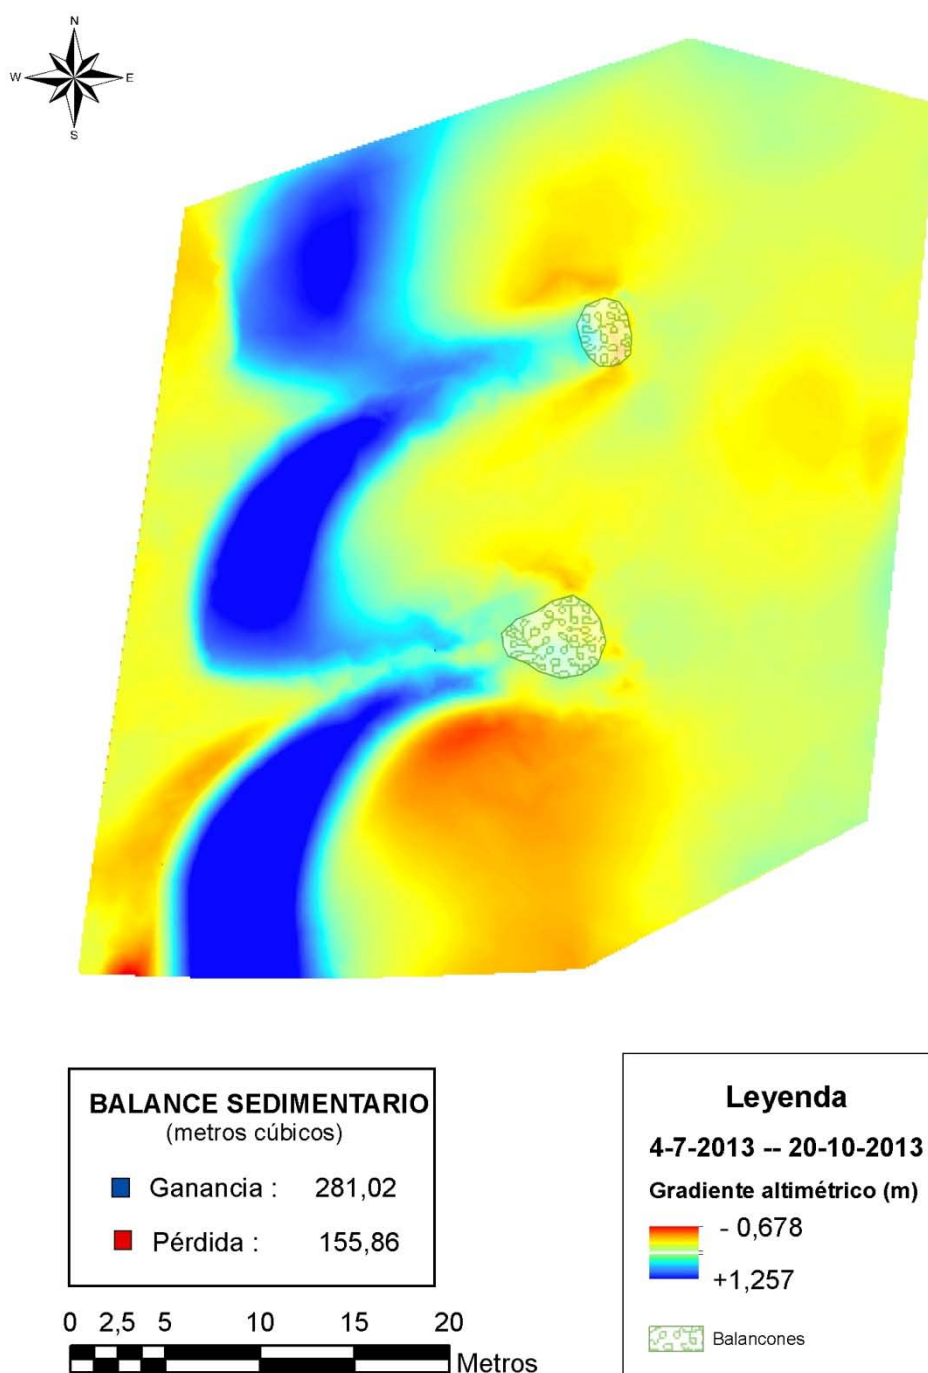 N
W E
S
BALANCE SEDIMENTARIO
(metros cúbicos)
Ganancia : 281,02
Pérdida : 155,86
0 2,5 5 10 15 20
Metros
Leyenda
4-7-2013 -- 20-10-2013
Gradiente altimétrico (m)
- 0,678
+1,257
Balancones